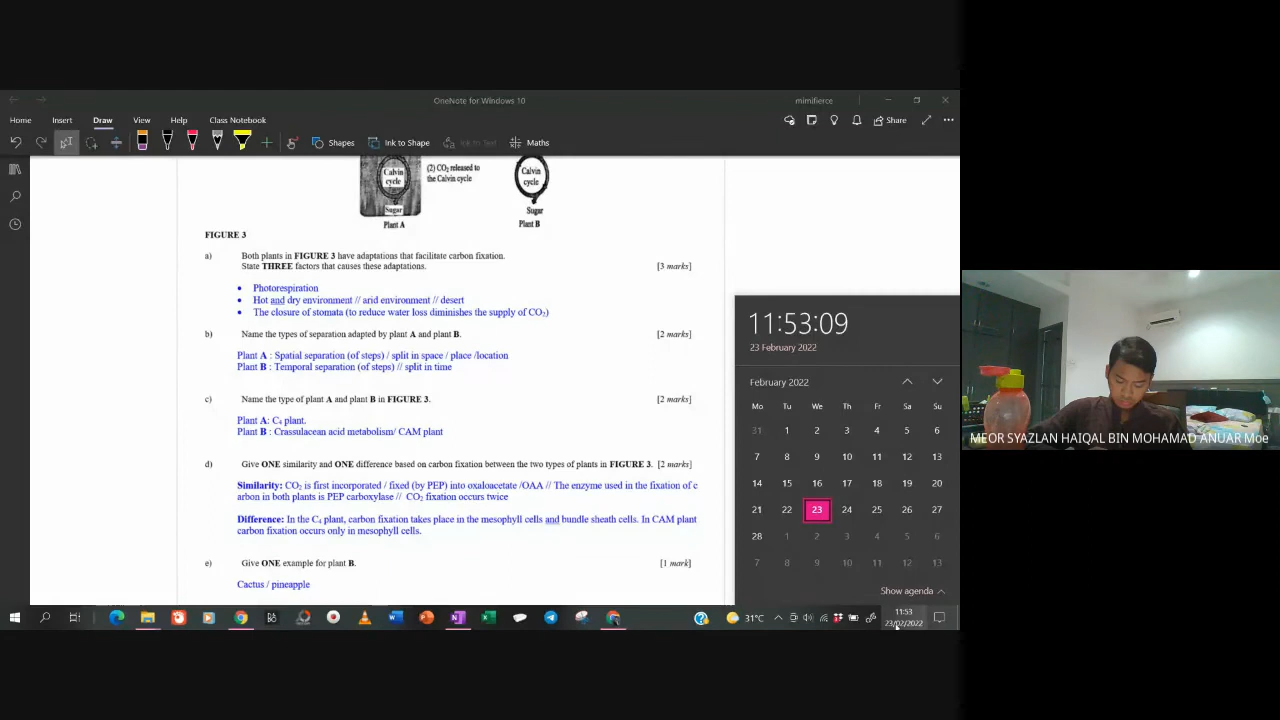 OneNote for Windows 10
mimifierce
Home Insert Draw View Help Class Notebook
Share
Shapes Ink to Shape Ink to Text Maths
Calvin
cycle
Sugar
Plant A
(2) CO₂ released to
the Calvin cycle
Calvin
cycle
Sugar
Plant B
FIGURE 3
a) Both plants in FIGURE 3 have adaptations that facilitate carbon fixation.
State THREE factors that causes these adaptations. [3 marks]
• Photorespiration
• Hot and dry environment // arid environment // desert
• The closure of stomata (to reduce water loss diminishes the supply of CO₂)
b) Name the types of separation adapted by plant A and plant B. [2 marks]
Plant A : Spatial separation (of steps) / split in space / place /location
Plant B : Temporal separation (of steps) // split in time
c) Name the type of plant A and plant B in FIGURE 3. [2 marks]
Plant A: C₄ plant.
Plant B : Crassulacean acid metabolism/ CAM plant
d) Give ONE similarity and ONE difference based on carbon fixation between the two types of plants in FIGURE 3. [2 marks]
Similarity: CO₂ is first incorporated / fixed (by PEP) into oxaloacetate /OAA // The enzyme used in the fixation of c
arbon in both plants is PEP carboxylase // CO₂ fixation occurs twice
Difference: In the C₄ plant, carbon fixation takes place in the mesophyll cells and bundle sheath cells. In CAM plant
carbon fixation occurs only in mesophyll cells.
e) Give ONE example for plant B. [1 mark]
Cactus / pineapple
11:53:09
23 February 2022
February 2022
Mo Tu We Th Fr Sa Su
31 1 2 3 4 5 6
7 8 9 10 11 12 13
14 15 16 17 18 19 20
21 22 23 24 25 26 27
28 1 2 3 4 5 6
7 8 9 10 11 12 13
Show agenda
31°C
11:53
23/02/2022
MEOR SYAZLAN HAIQAL BIN MOHAMAD ANUAR Moe